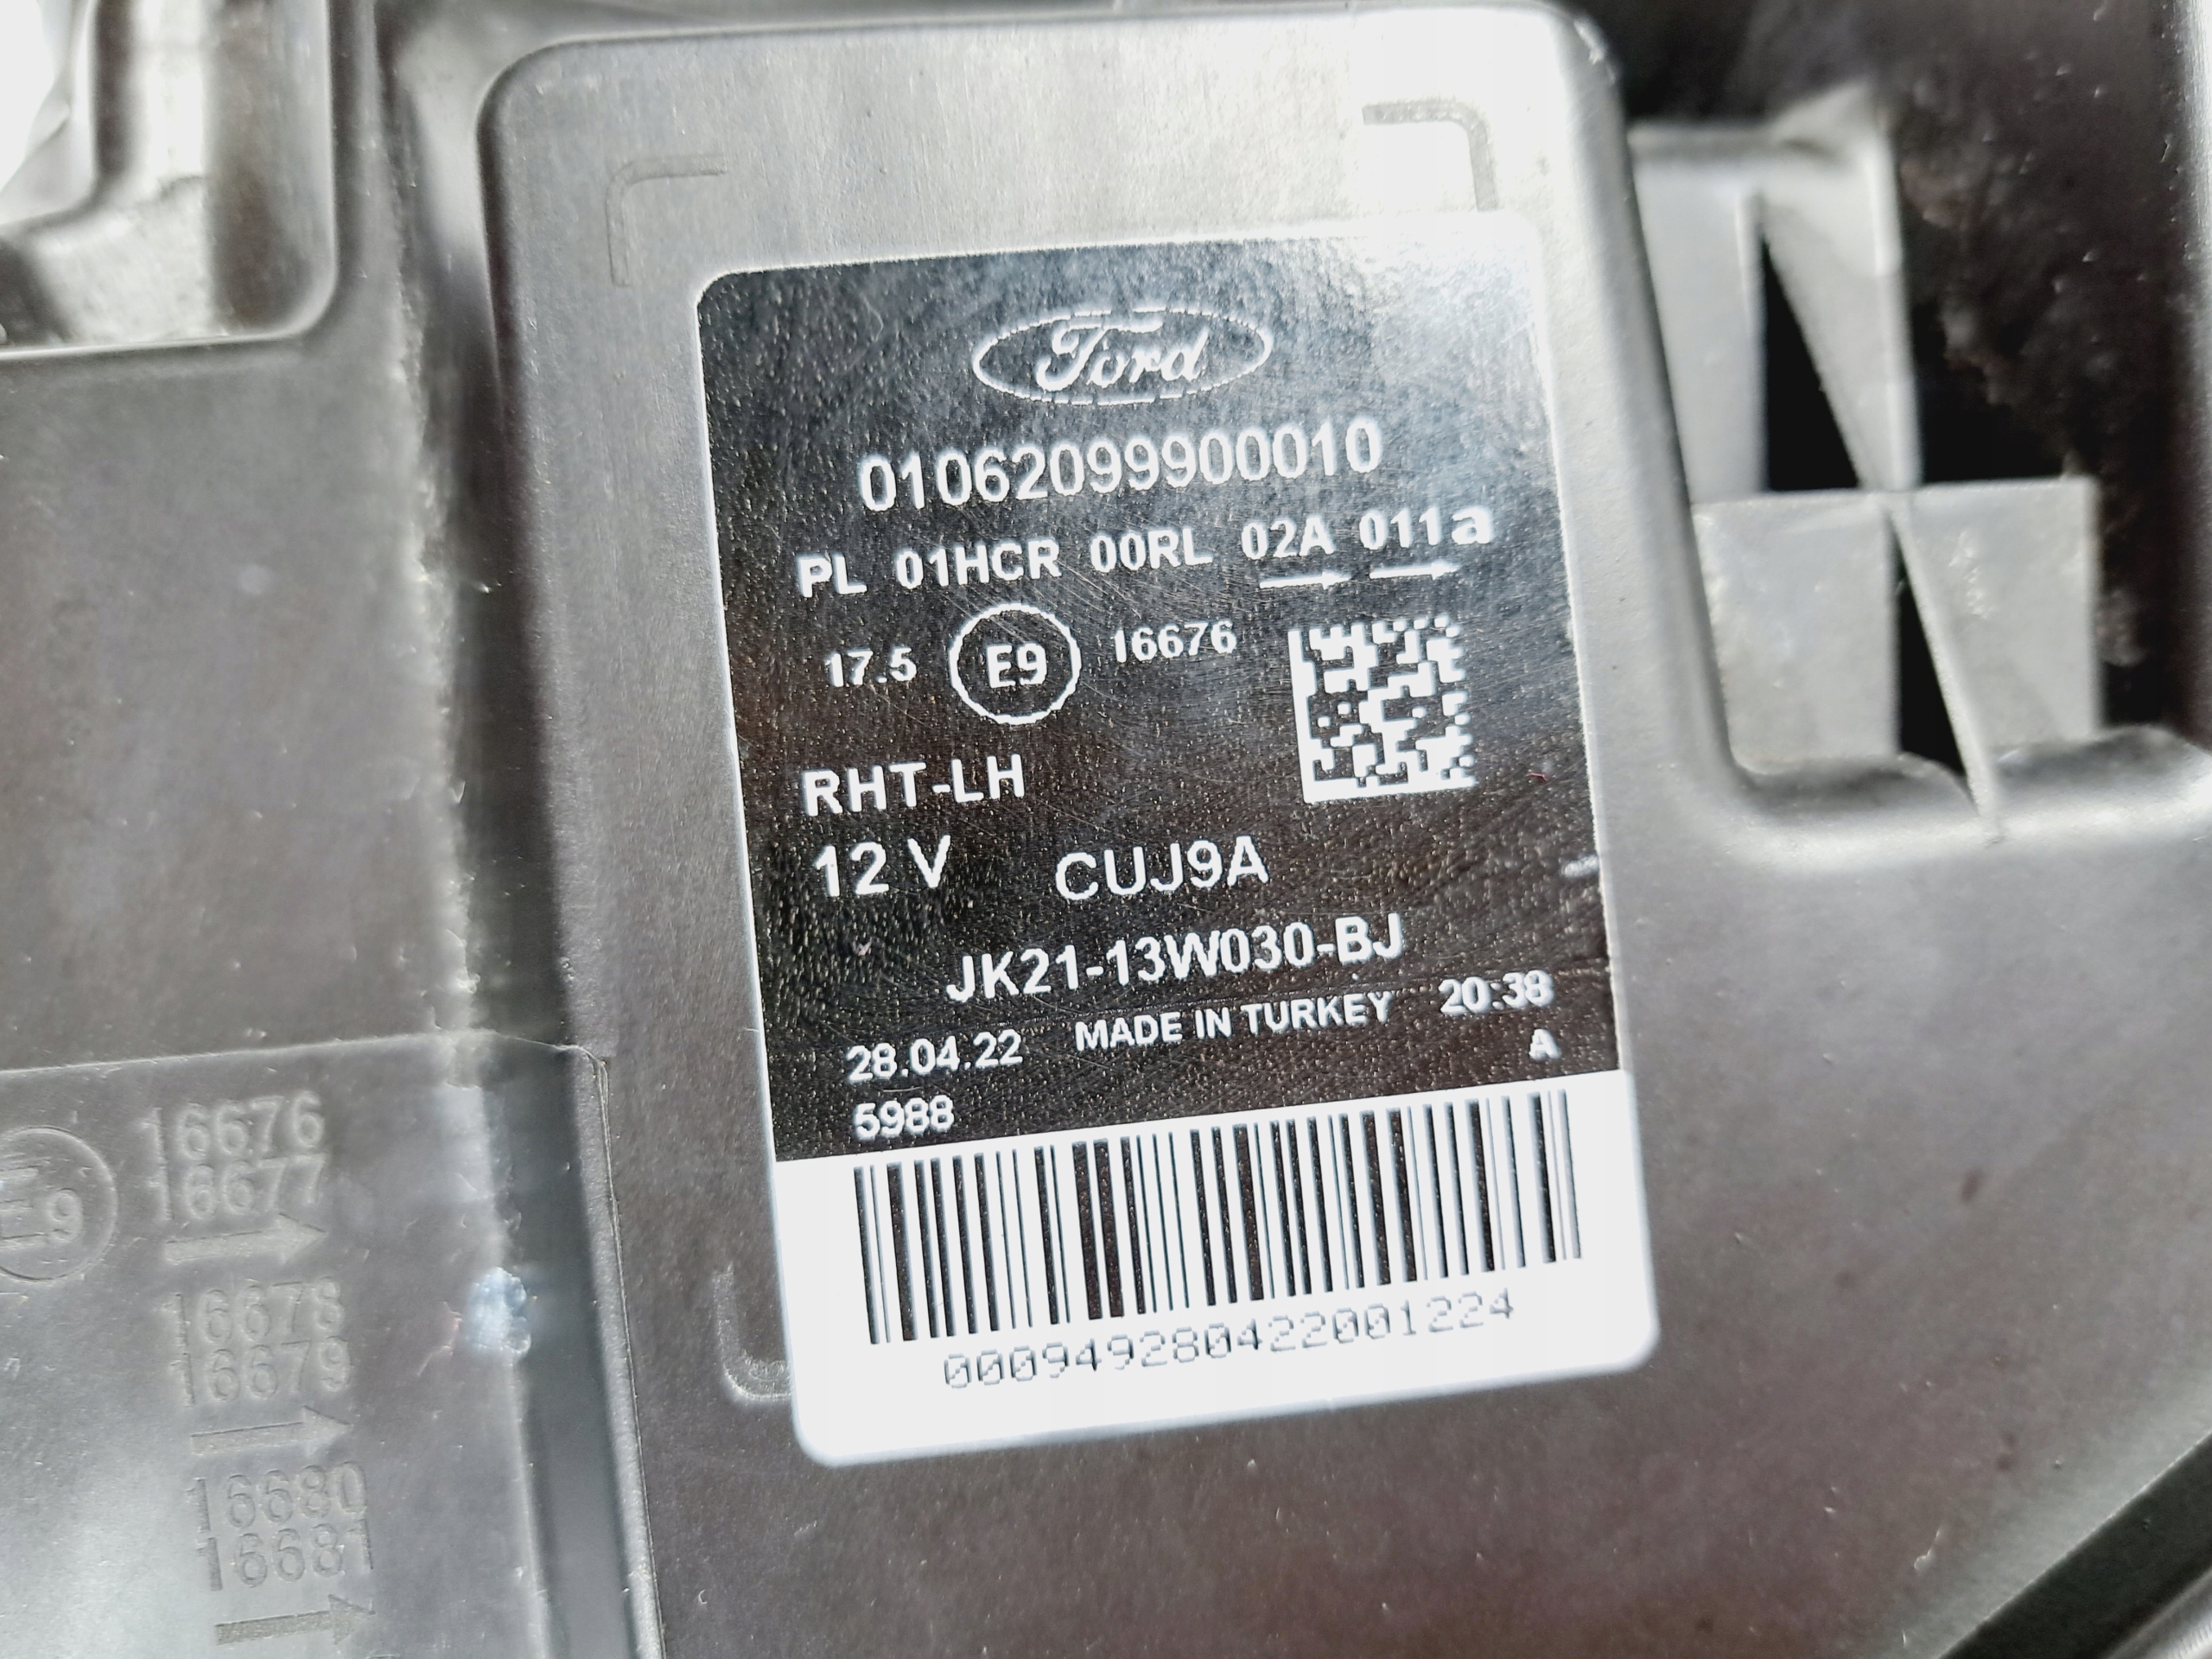 Ford
01062099900010
PL 01HCR 00RL 02A 011a
17.5 E9 16676
RHT-LH
12 V CUJ9A
JK21-13W030-BJ
28.04.22 MADE IN TURKEY 20:38
5988 A
000949280422001224
E9 16676
16677
16678
16679
16680
16681